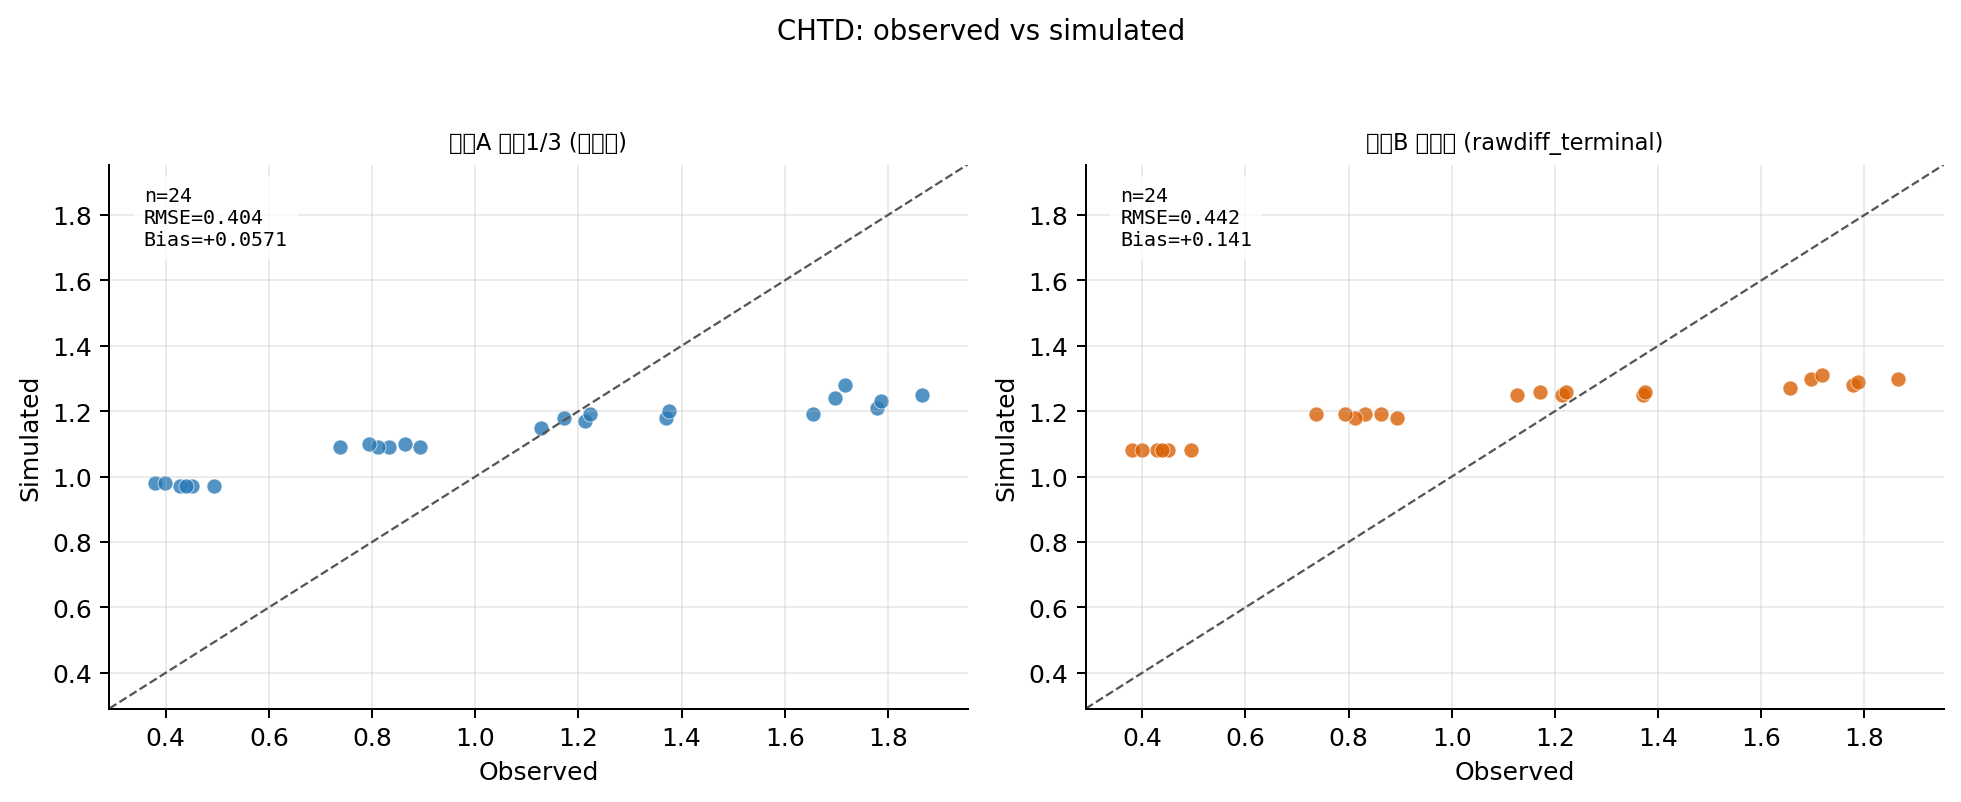 CHTD: observed vs simulated
A 1/3
n=24
RMSE=0.404
Bias=+0.0571
1.8
1.6
1.4
1.2
1.0
0.8
0.6
0.4
Simulated
0.4 0.6 0.8 1.0 1.2 1.4 1.6 1.8
Observed
B (rawdiff_terminal)
n=24
RMSE=0.442
Bias=+0.141
1.8
1.6
1.4
1.2
1.0
0.8
0.6
0.4
Simulated
0.4 0.6 0.8 1.0 1.2 1.4 1.6 1.8
Observed